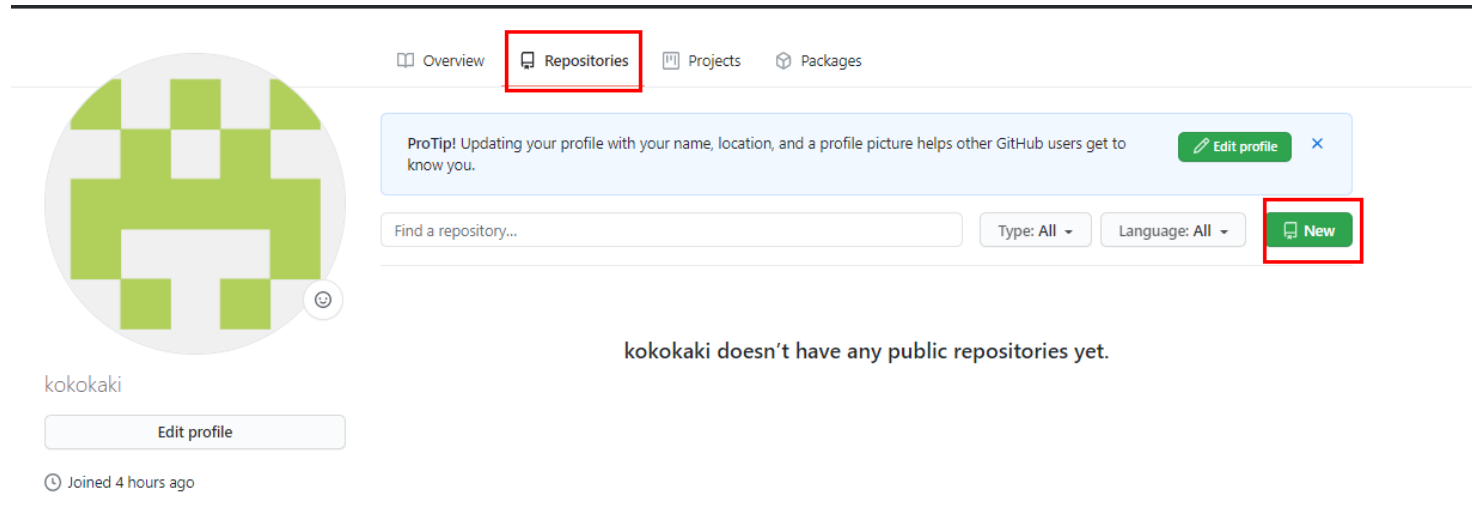 Overview Repositories Projects Packages
ProTip! Updating your profile with your name, location, and a profile picture helps other GitHub users get to
know you.
Edit profile
Find a repository...
Type: All
Language: All
New
kokokaki doesn't have any public repositories yet.
kokokaki
Edit profile
Joined 4 hours ago